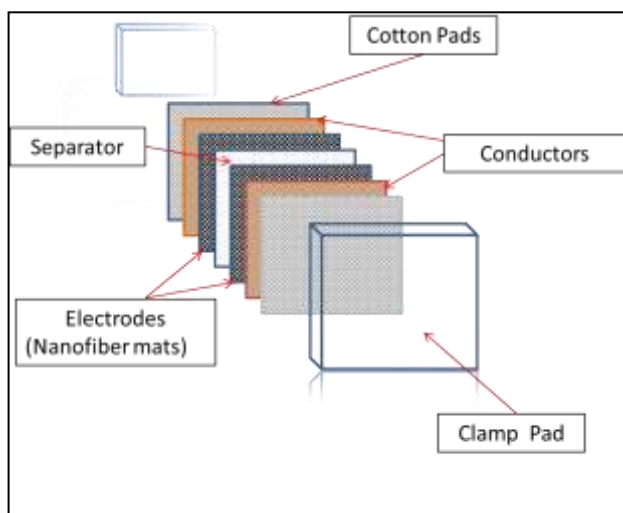 Cotton Pads
Separator
Conductors
Electrodes
(Nanofiber mats)
Clamp Pad